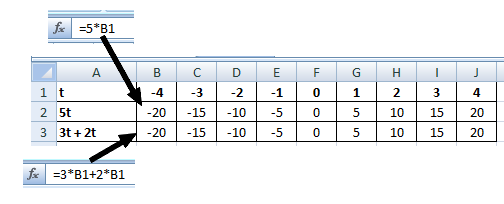 fx =5*B1
A B C D E F G H I J
1 t -4 -3 -2 -1 0 1 2 3 4
2 5t -20 -15 -10 -5 0 5 10 15 20
3 3t + 2t -20 -15 -10 -5 0 5 10 15 20
fx =3*B1+2*B1